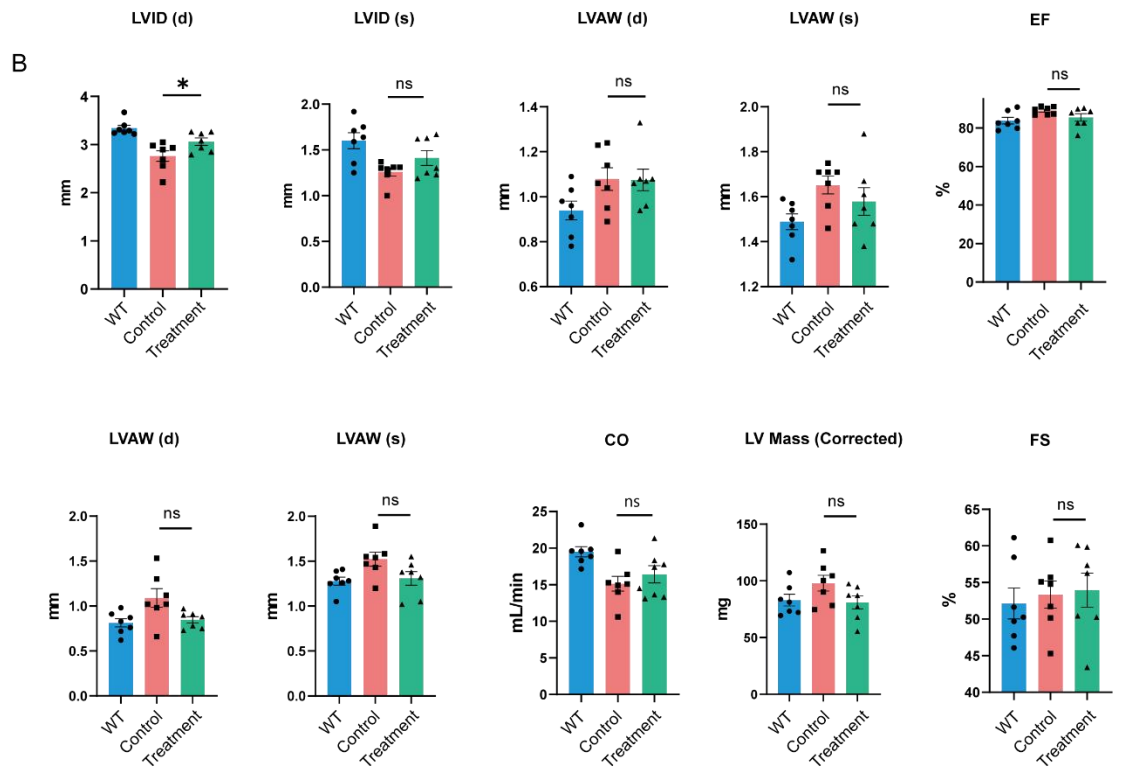 LVID (d) LVID (s) LVAW (d) LVAW (s) EF
B
* ns ns ns ns
4 2.0 1.4 1.8 80
3 1.5 1.2 1.6 60
2 1.0 1.0 1.4 40
1 0.5 0.8 1.2 20
0 0.0 0.6 1.0 0
mm mm mm mm %
WT Control Treatment WT Control Treatment WT Control Treatment WT Control Treatment WT Control Treatment
LVAW (d) LVAW (s) CO LV Mass (Corrected) FS
ns ns ns ns ns
2.0 2.0 25 150 65
1.5 1.5 20 100 60
1.0 1.0 15 50 55
0.5 0.5 10 0 50
0.0 0.0 5 45
0 40
mm mm mL/min mg %
WT Control Treatment WT Control Treatment WT Control Treatment WT Control Treatment WT Control Treatment